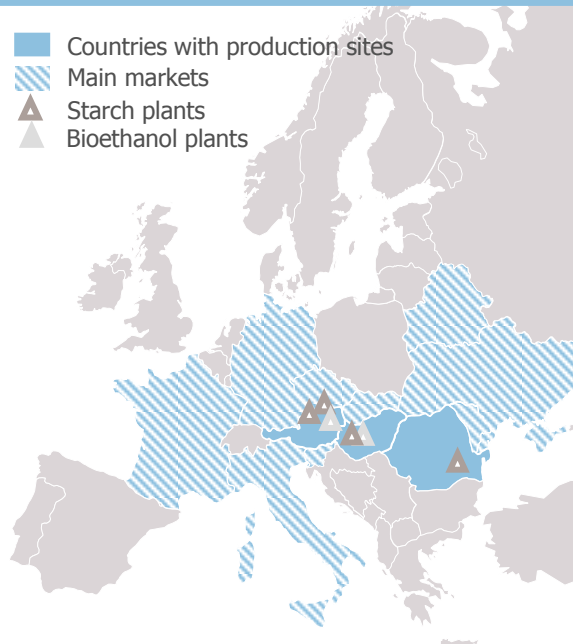 Countries with production sites
Main markets
Starch plants
Bioethanol plants